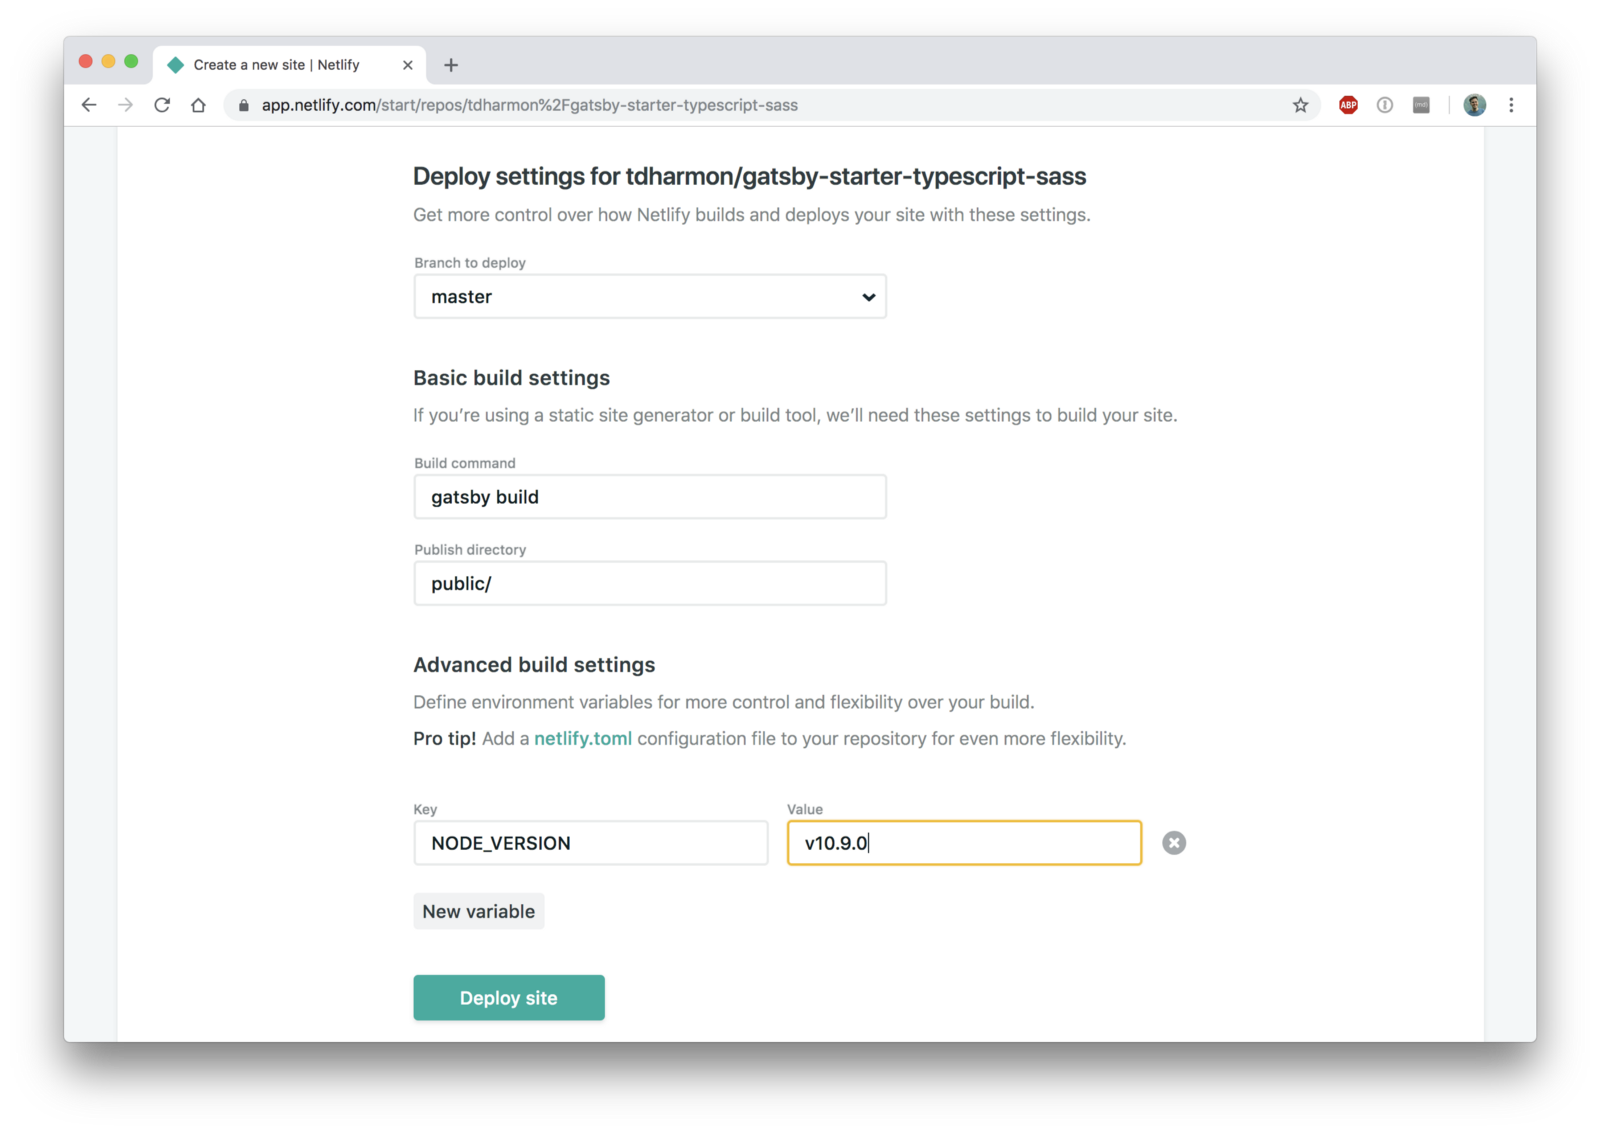 Create a new site | Netlify
app.netlify.com/start/repos/tdharmon%2Fgatsby-starter-typescript-sass
ABP
Deploy settings for tdharmon/gatsby-starter-typescript-sass
Get more control over how Netlify builds and deploys your site with these settings.
Branch to deploy
master
Basic build settings
If you’re using a static site generator or build tool, we’ll need these settings to build your site.
Build command
gatsby build
Publish directory
public/
Advanced build settings
Define environment variables for more control and flexibility over your build.
Pro tip! Add a netlify.toml configuration file to your repository for even more flexibility.
Key Value
NODE_VERSION v10.9.0
New variable
Deploy site